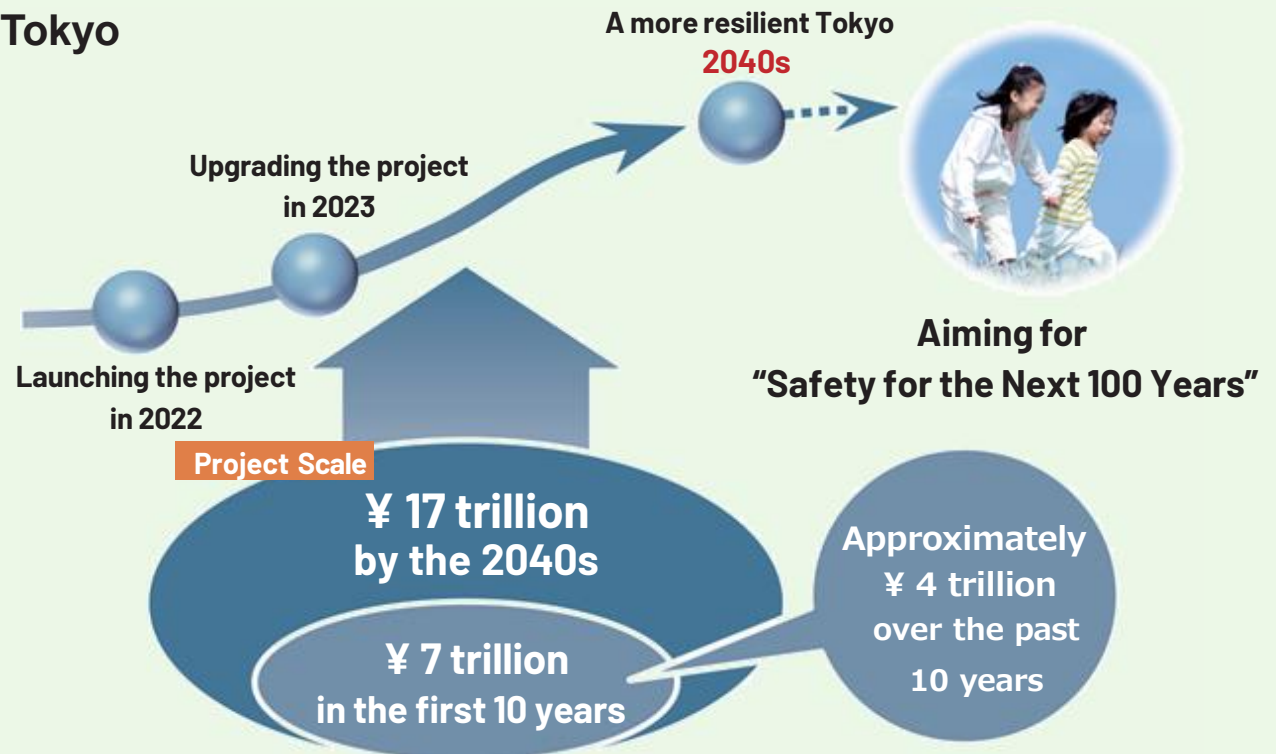 Tokyo
A more resilient Tokyo
2040s
Upgrading the project
in 2023
Launching the project
in 2022
Aiming for
“Safety for the Next 100 Years”
Project Scale
¥ 17 trillion
by the 2040s
¥ 7 trillion
in the first 10 years
Approximately
¥ 4 trillion
over the past
10 years